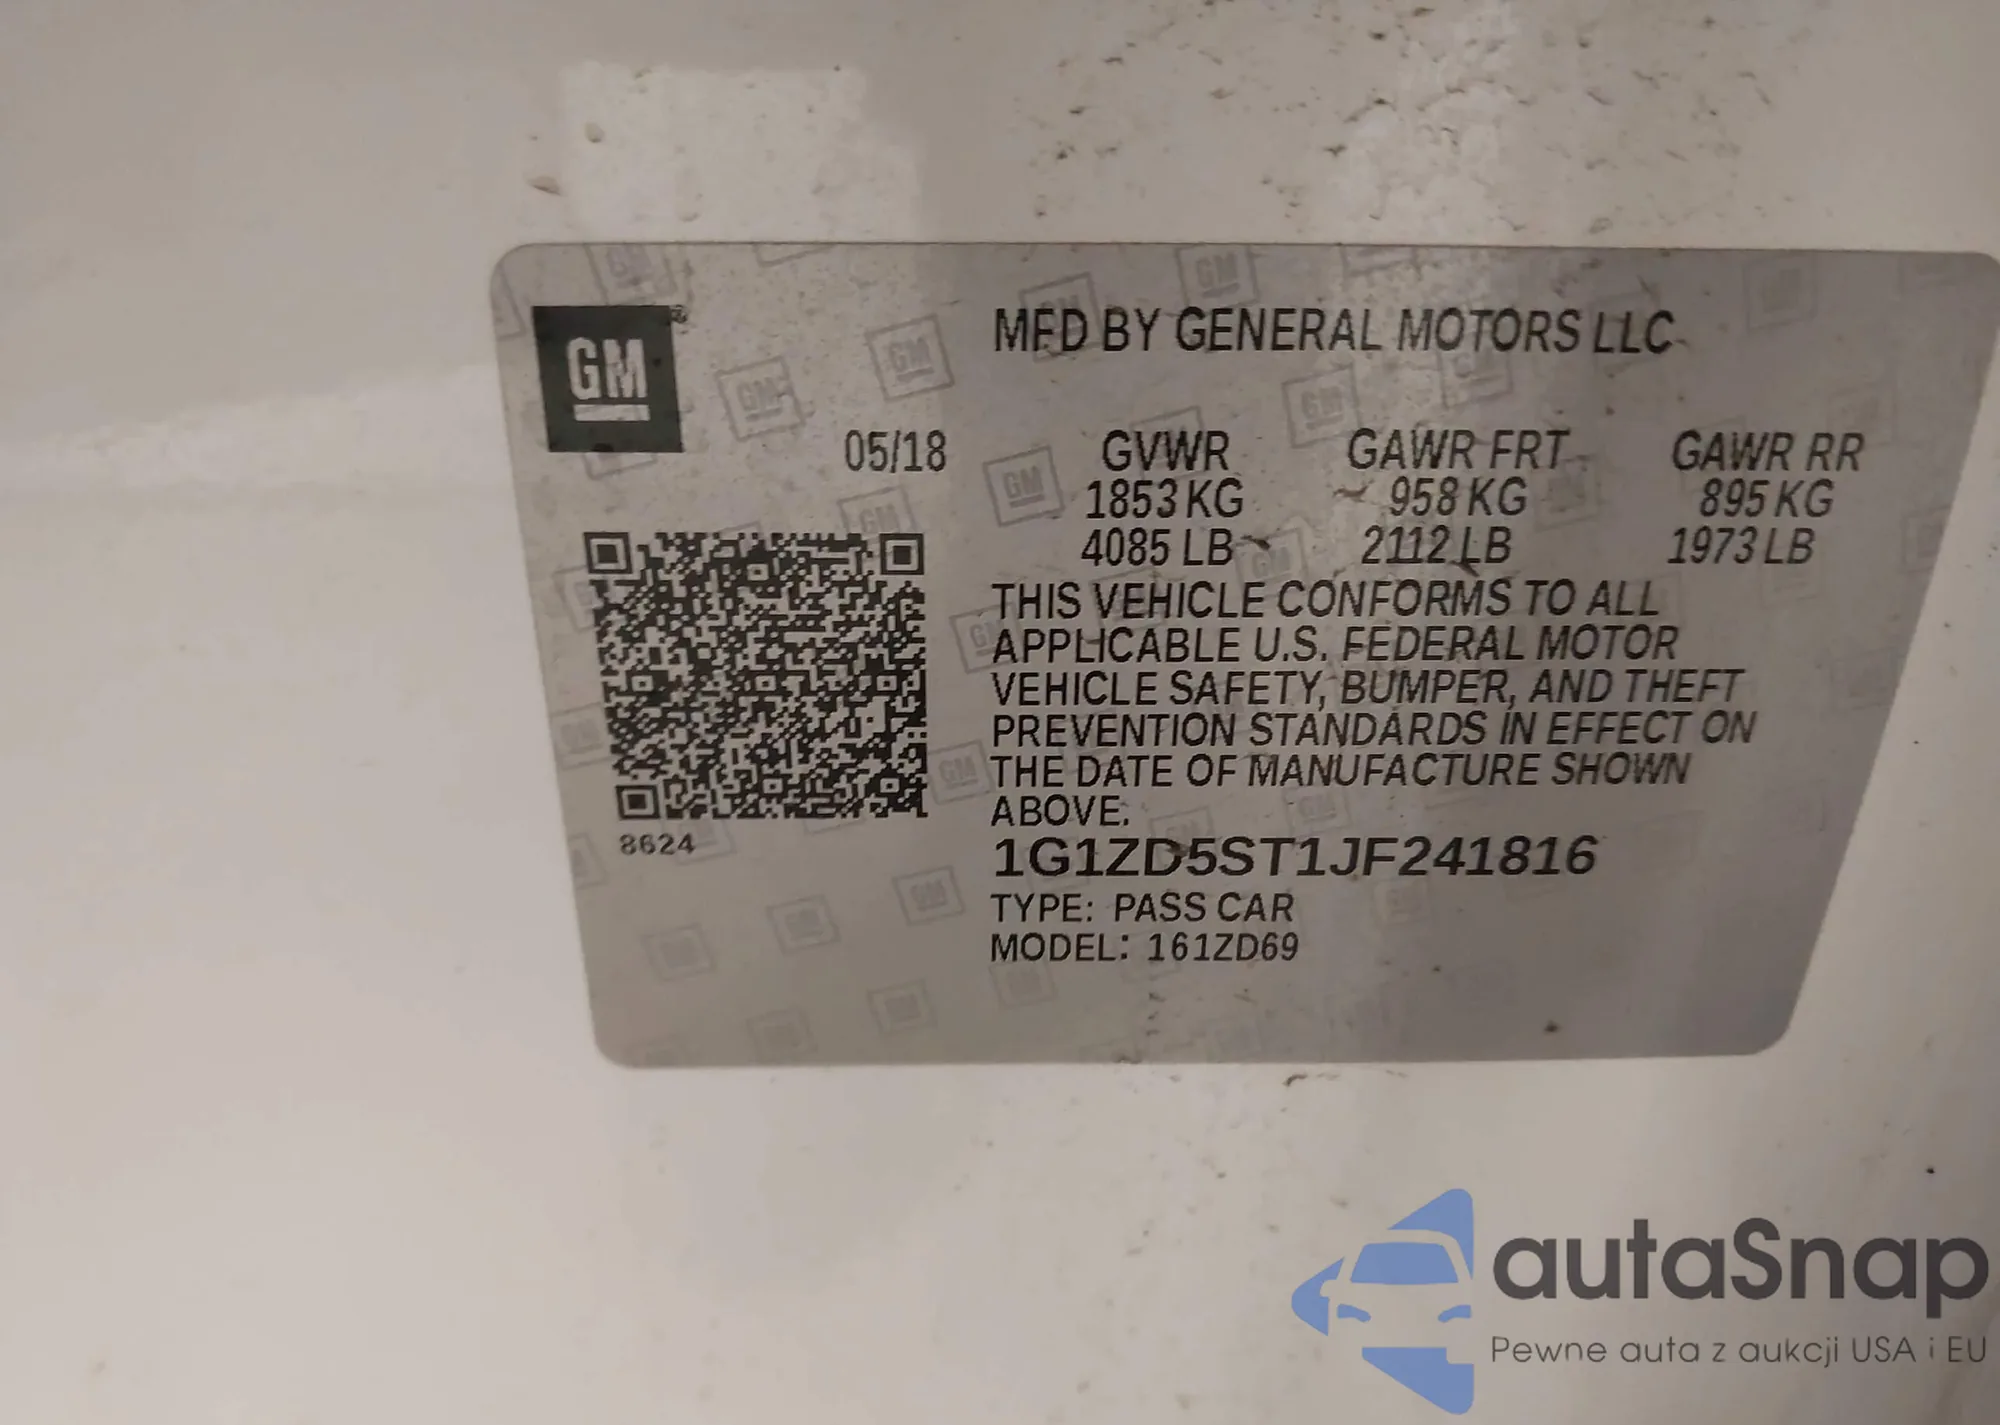 GM
®
MFD BY GENERAL MOTORS LLC
05/18 GVWR GAWR FRT GAWR RR
1853 KG 958 KG 895 KG
4085 LB 2112 LB 1973 LB
THIS VEHICLE CONFORMS TO ALL
APPLICABLE U.S. FEDERAL MOTOR
VEHICLE SAFETY, BUMPER, AND THEFT
PREVENTION STANDARDS IN EFFECT ON
THE DATE OF MANUFACTURE SHOWN
ABOVE.
8624
1G1ZD5ST1JF241816
TYPE: PASS CAR
MODEL: 161ZD69
autaSnap
Pewne auta z aukcji USA i EU